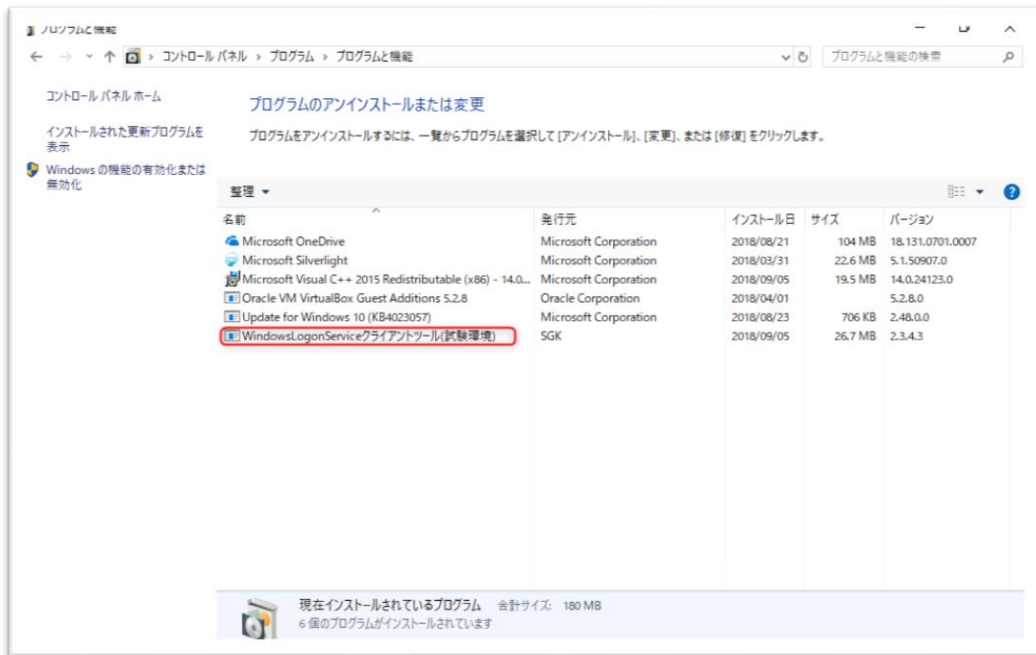 プログラムと機能
コントロール パネル › プログラム › プログラムと機能
プログラムと機能の検索
コントロール パネル ホーム
インストールされた更新プログラムを
表示
Windows の機能の有効化または
無効化
プログラムのアンインストールまたは変更
プログラムをアンインストールするには、一覧からプログラムを選択して [アンインストール]、[変更]、または [修復] をクリックします。
整理
名前 発行元 インストール日 サイズ バージョン
Microsoft OneDrive Microsoft Corporation 2018/08/21 104 MB 18.131.0701.0007
Microsoft Silverlight Microsoft Corporation 2018/03/31 22.6 MB 5.1.50907.0
Microsoft Visual C++ 2015 Redistributable (x86) - 14.0... Microsoft Corporation 2018/09/05 19.5 MB 14.0.24123.0
Oracle VM VirtualBox Guest Additions 5.2.8 Oracle Corporation 2018/04/01 5.2.8.0
Update for Windows 10 (KB4023057) Microsoft Corporation 2018/08/23 706 KB 2.48.0.0
WindowsLogonServiceクライアントツール(試験環境) SGK 2018/09/05 26.7 MB 2.3.4.3
現在インストールされているプログラム 合計サイズ: 180 MB
6 個のプログラムがインストールされています